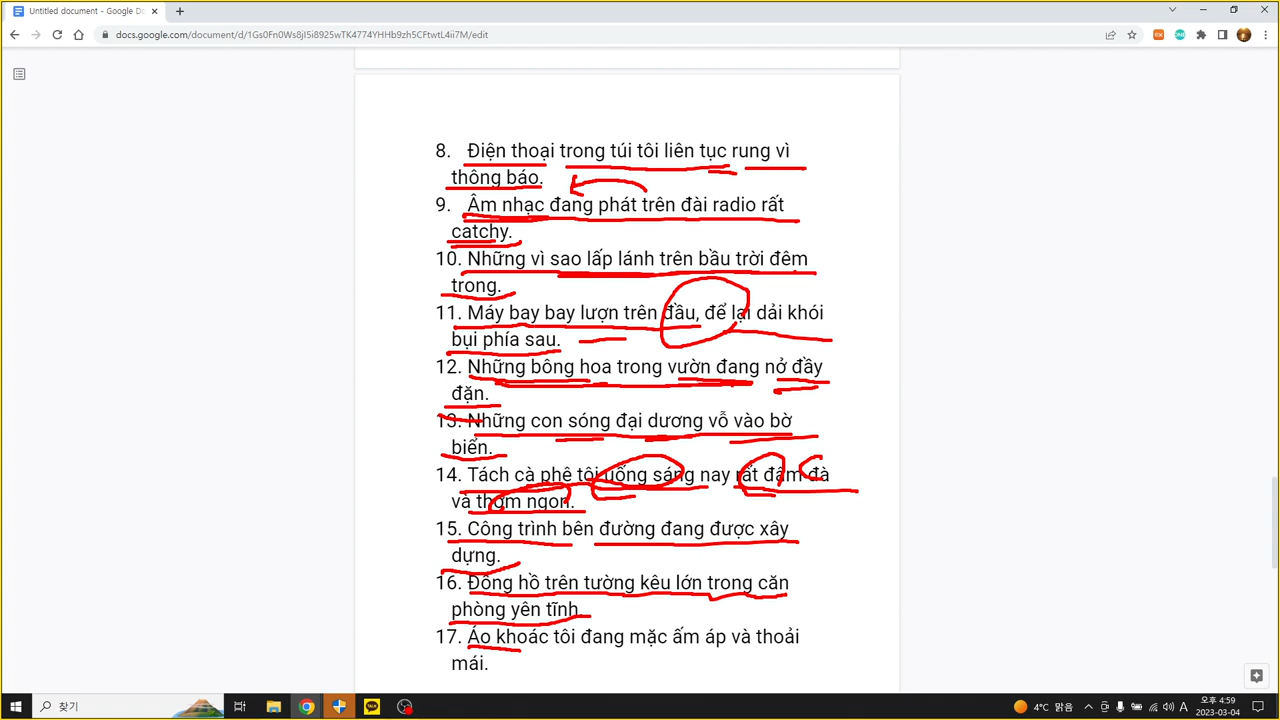 Untitled document - Google Do
docs.google.com/document/d/1Gs0Fn0Ws8jI5i8925wTK4774YHHb9zh5CFtwtL4ii7M/edit
8. Điện thoại trong túi tôi liên tục rung vì
thông báo.
9. Âm nhạc đang phát trên đài radio rất
catchy.
10. Những vì sao lấp lánh trên bầu trời đêm
trong.
11. Máy bay bay lượn trên đầu, để lại dải khói
bụi phía sau.
12. Những bông hoa trong vườn đang nở đầy
đặn.
13. Những con sóng đại dương vỗ vào bờ
biển.
14. Tách cà phê tôi uống sáng nay rất đậm đà
và thơm ngon.
15. Công trình bên đường đang được xây
dựng.
16. Đồng hồ trên tường kêu lớn trong căn
phòng yên tĩnh.
17. Áo khoác tôi đang mặc ấm áp và thoải
mái.
찾기
TALK
4°C 맑음
A
오후 4:59
2023-03-04